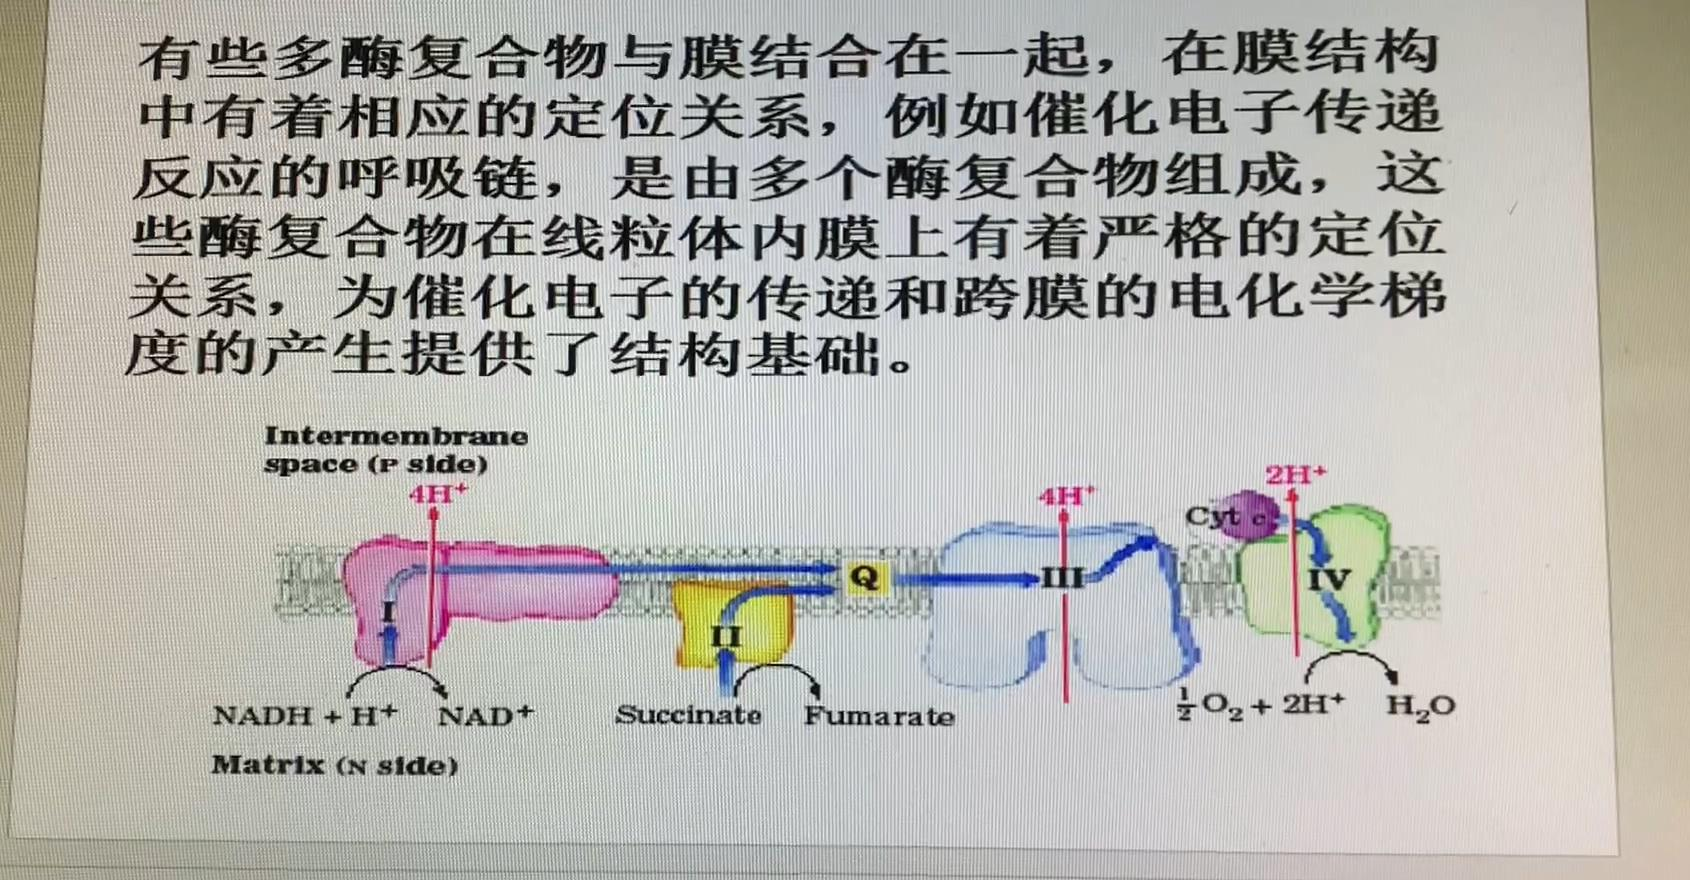 有些多酶复合物与膜结合在一起，在膜结构
中有着相应的定位关系，例如催化电子传递
反应的呼吸链，是由多个酶复合物组成，这
些酶复合物在线粒体内膜上有着严格的定位
关系，为催化电子的传递和跨膜的电化学梯
度的产生提供了结构基础。
Intermembrane
space (P side)
4H⁺
4H⁺
2H⁺
Cyt c
Q
III
IV
I
II
NADH + H⁺
NAD⁺
Succinate
Fumarate
½O₂ + 2H⁺
H₂O
Matrix (N side)